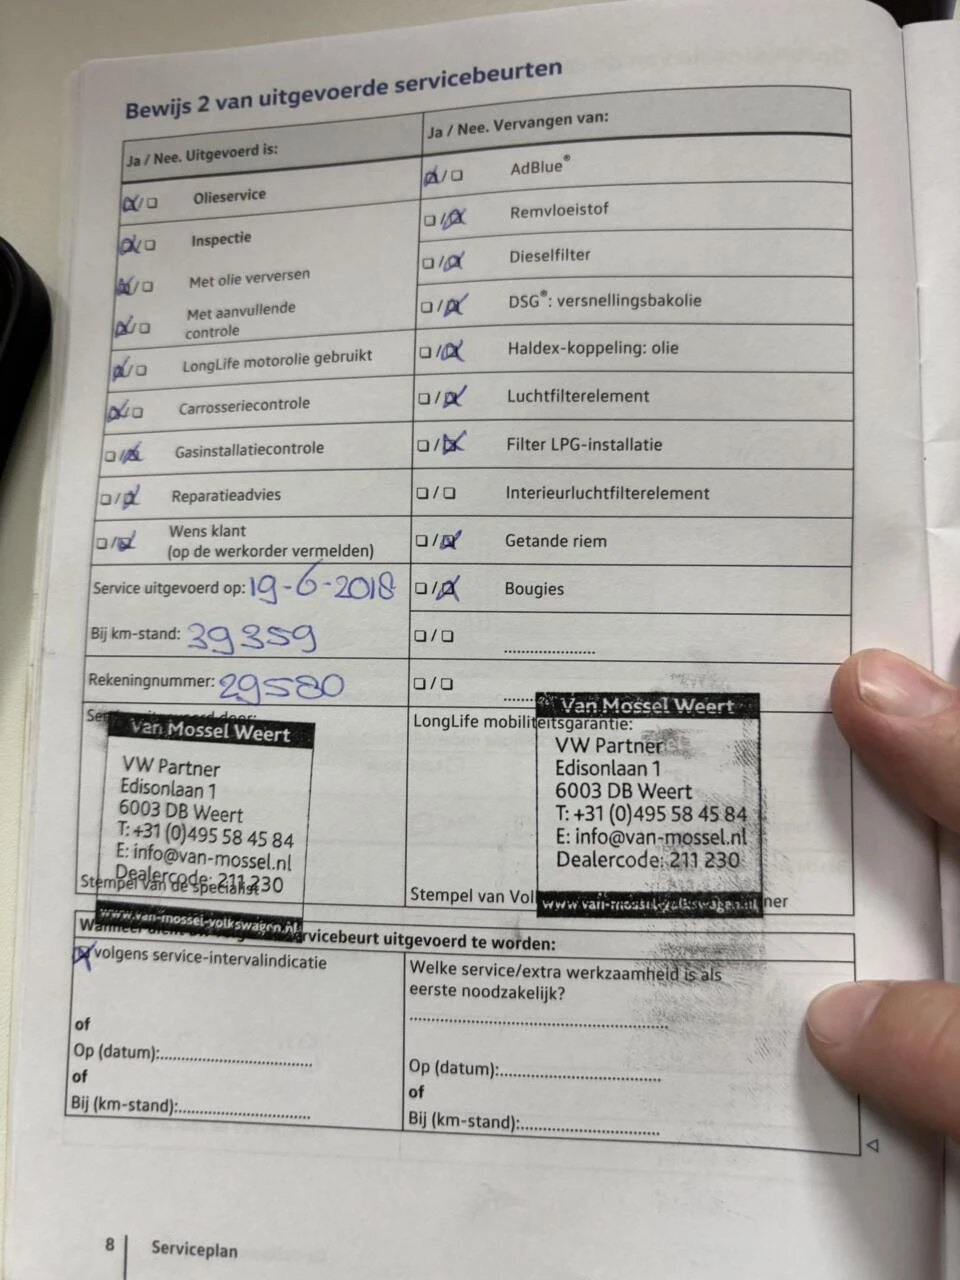 Bewijs 2 van uitgevoerde servicebeurten
Ja / Nee. Uitgevoerd is:
☒/☐ Olieservice
☒/☐ Inspectie
☒/☐ Met olie verversen
☒/☐ Met aanvullende
controle
☒/☐ LongLife motorolie gebruikt
☒/☐ Carrosseriecontrole
☐/☒ Gasinstallatiecontrole
☐/☒ Reparatieadvies
☐/☒ Wens klant
(op de werkorder vermelden)
Service uitgevoerd op: 19-6-2018
Bij km-stand: 39359
Rekeningnummer: 29580
Van Mossel Weert
VW Partner
Edisonlaan 1
6003 DB Weert
T: +31 (0)495 58 45 84
E: info@van-mossel.nl
Dealercode: 211 230
Stempel van de specialist
www.van-mossel-volkswagen.nl
Ja / Nee. Vervangen van:
☒/☐ AdBlue®
☐/☒ Remvloeistof
☐/☒ Dieselfilter
☐/☒ DSG®: versnellingsbakolie
☐/☒ Haldex-koppeling: olie
☐/☒ Luchtfilterelement
☐/☒ Filter LPG-installatie
☐/☐ Interieurluchtfilterelement
☐/☒ Getande riem
☐/☒ Bougies
☐/☐ .....................
☐/☐ .......
LongLife mobiliteitsgarantie:
Van Mossel Weert
VW Partner
Edisonlaan 1
6003 DB Weert
T: +31 (0)495 58 45 84
E: info@van-mossel.nl
Dealercode: 211 230
Stempel van Vol
ner
www.van-mossel-volkswagen.nl
servicebeurt uitgevoerd te worden:
☒ volgens service-intervalindicatie
of
Op (datum):..................................
of
Bij (km-stand):.............................
Welke service/extra werkzaamheid is als
eerste noodzakelijk?
.........................................................
Op (datum):...................................
of
Bij (km-stand):..............................
8 Serviceplan